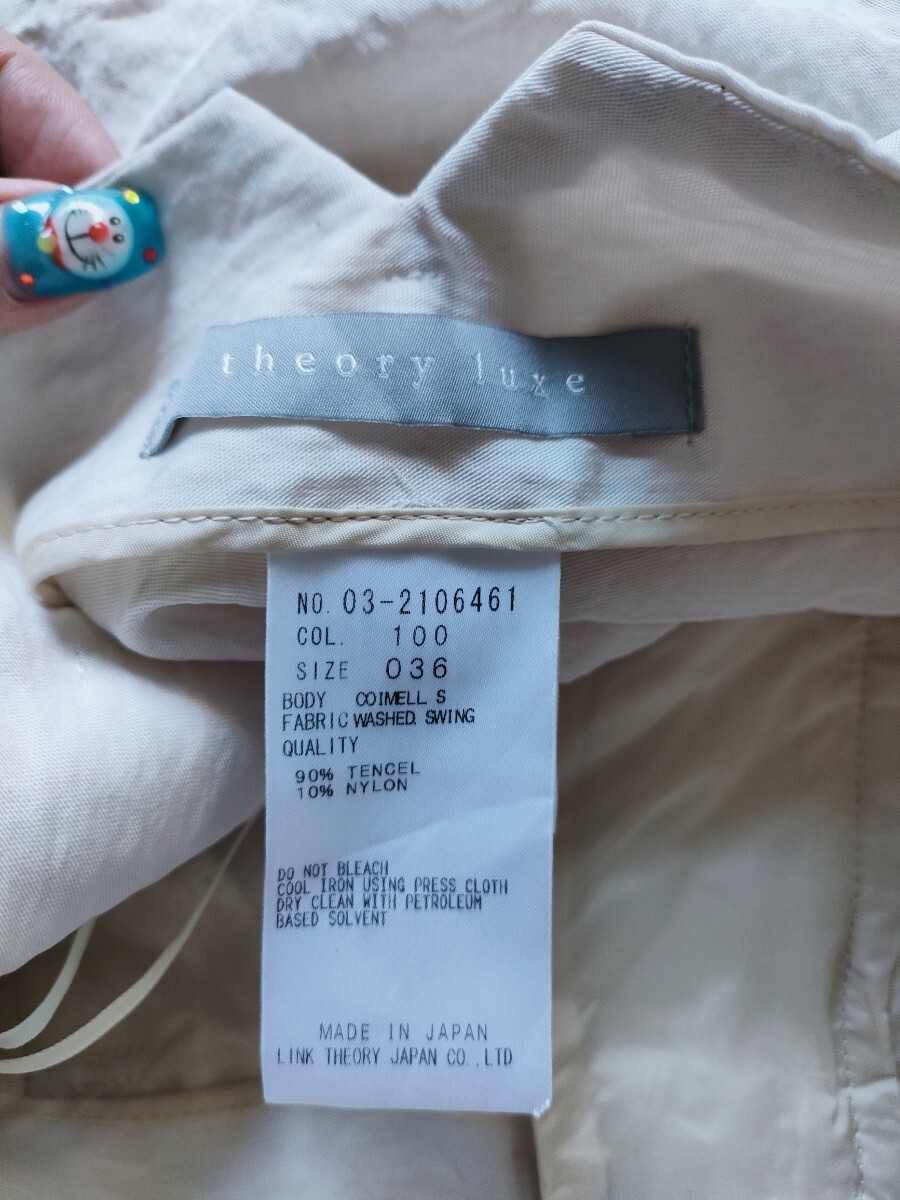 theory luxe
NO. 03-2106461
COL. 100
SIZE 036
BODY OOIMELL S
FABRIC WASHED. SWING
QUALITY
90% TENCEL
10% NYLON
DO NOT BLEACH
COOL IRON USING PRESS CLOTH
DRY CLEAN WITH PETROLEUM
BASED SOLVENT
MADE IN JAPAN
LINK THEORY JAPAN CO.,LTD